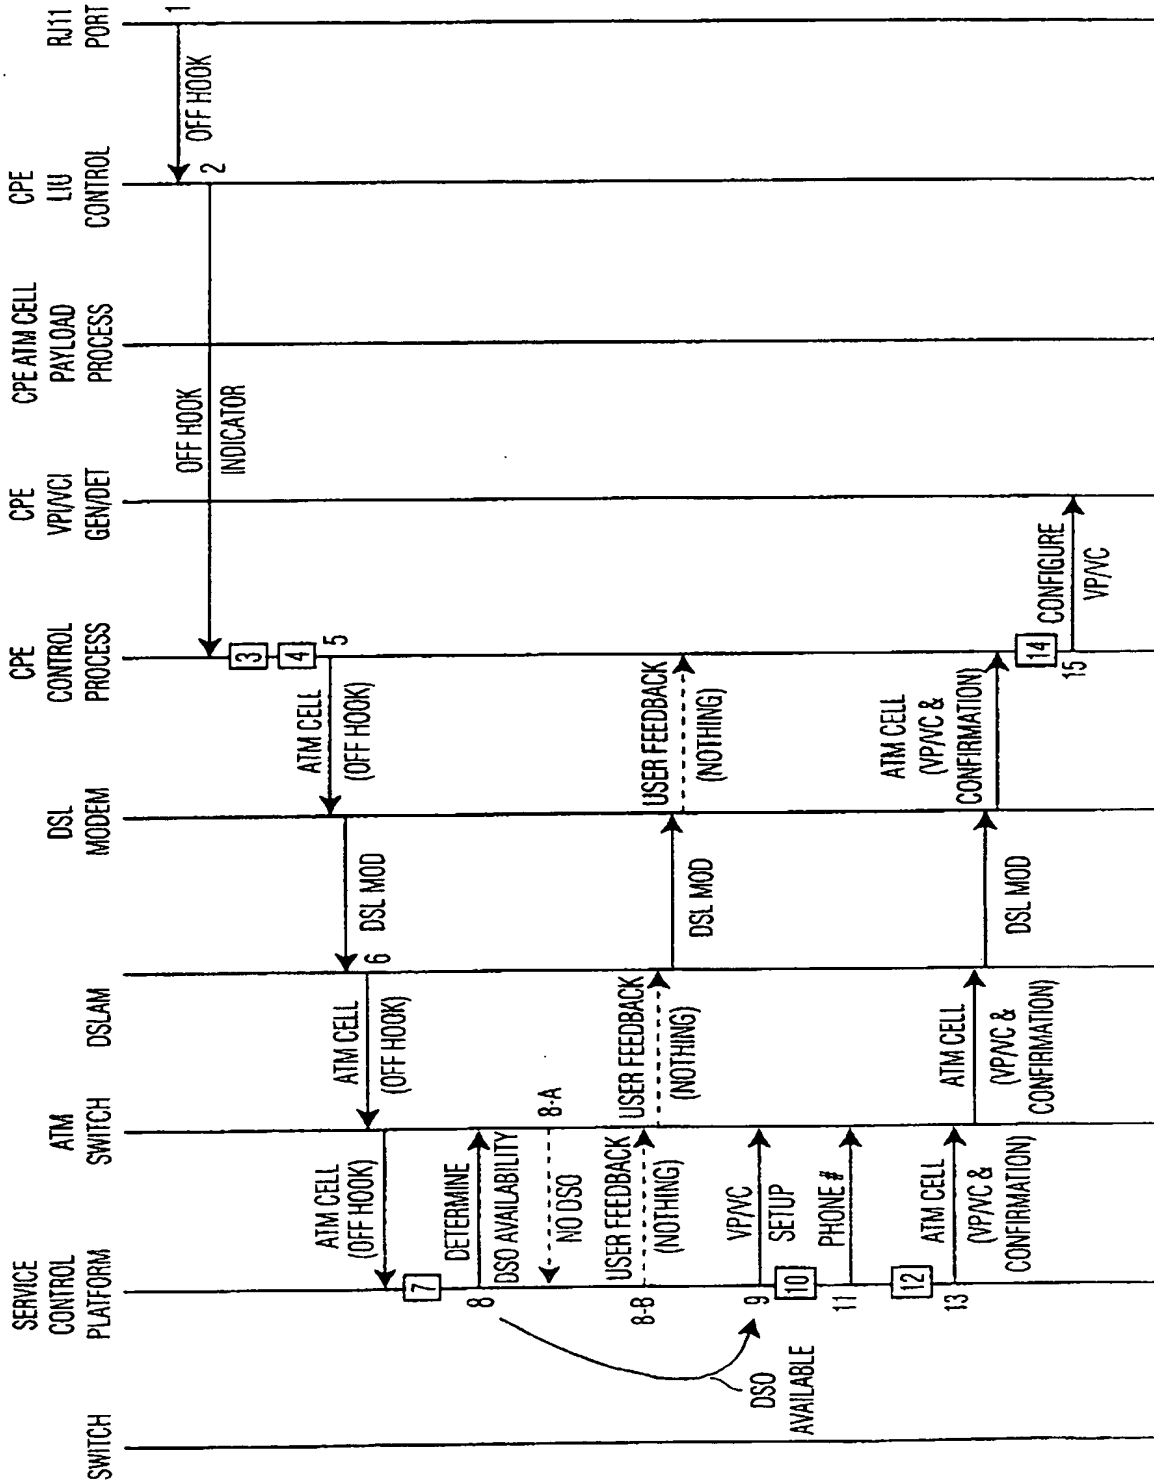 SWITCH
SERVICE
CONTROL
PLATFORM
ATM
SWITCH
DSLAM
DSL
MODEM
CPE
CONTROL
PROCESS
CPE
VPI/VCI
GEN/DET
CPE ATM CELL
PAYLOAD
PROCESS
CPE
LIU
CONTROL
RJ11
PORT
1
OFF HOOK
2
OFF HOOK
INDICATOR
3
4
5
ATM CELL
(OFF HOOK)
DSL MOD
6
ATM CELL
(OFF HOOK)
ATM CELL
(OFF HOOK)
7
8
DETERMINE
DSO AVAILABILITY
8-A
NO DSO
8-B
USER FEEDBACK
(NOTHING)
USER FEEDBACK
(NOTHING)
DSL MOD
USER FEEDBACK
(NOTHING)
DSO
AVAILABLE
9
VP/VC
SETUP
10
11
PHONE #
12
13
ATM CELL
(VP/VC &
CONFIRMATION)
ATM CELL
(VP/VC &
CONFIRMATION)
DSL MOD
ATM CELL
(VP/VC &
CONFIRMATION)
14
15
CONFIGURE
VP/VC